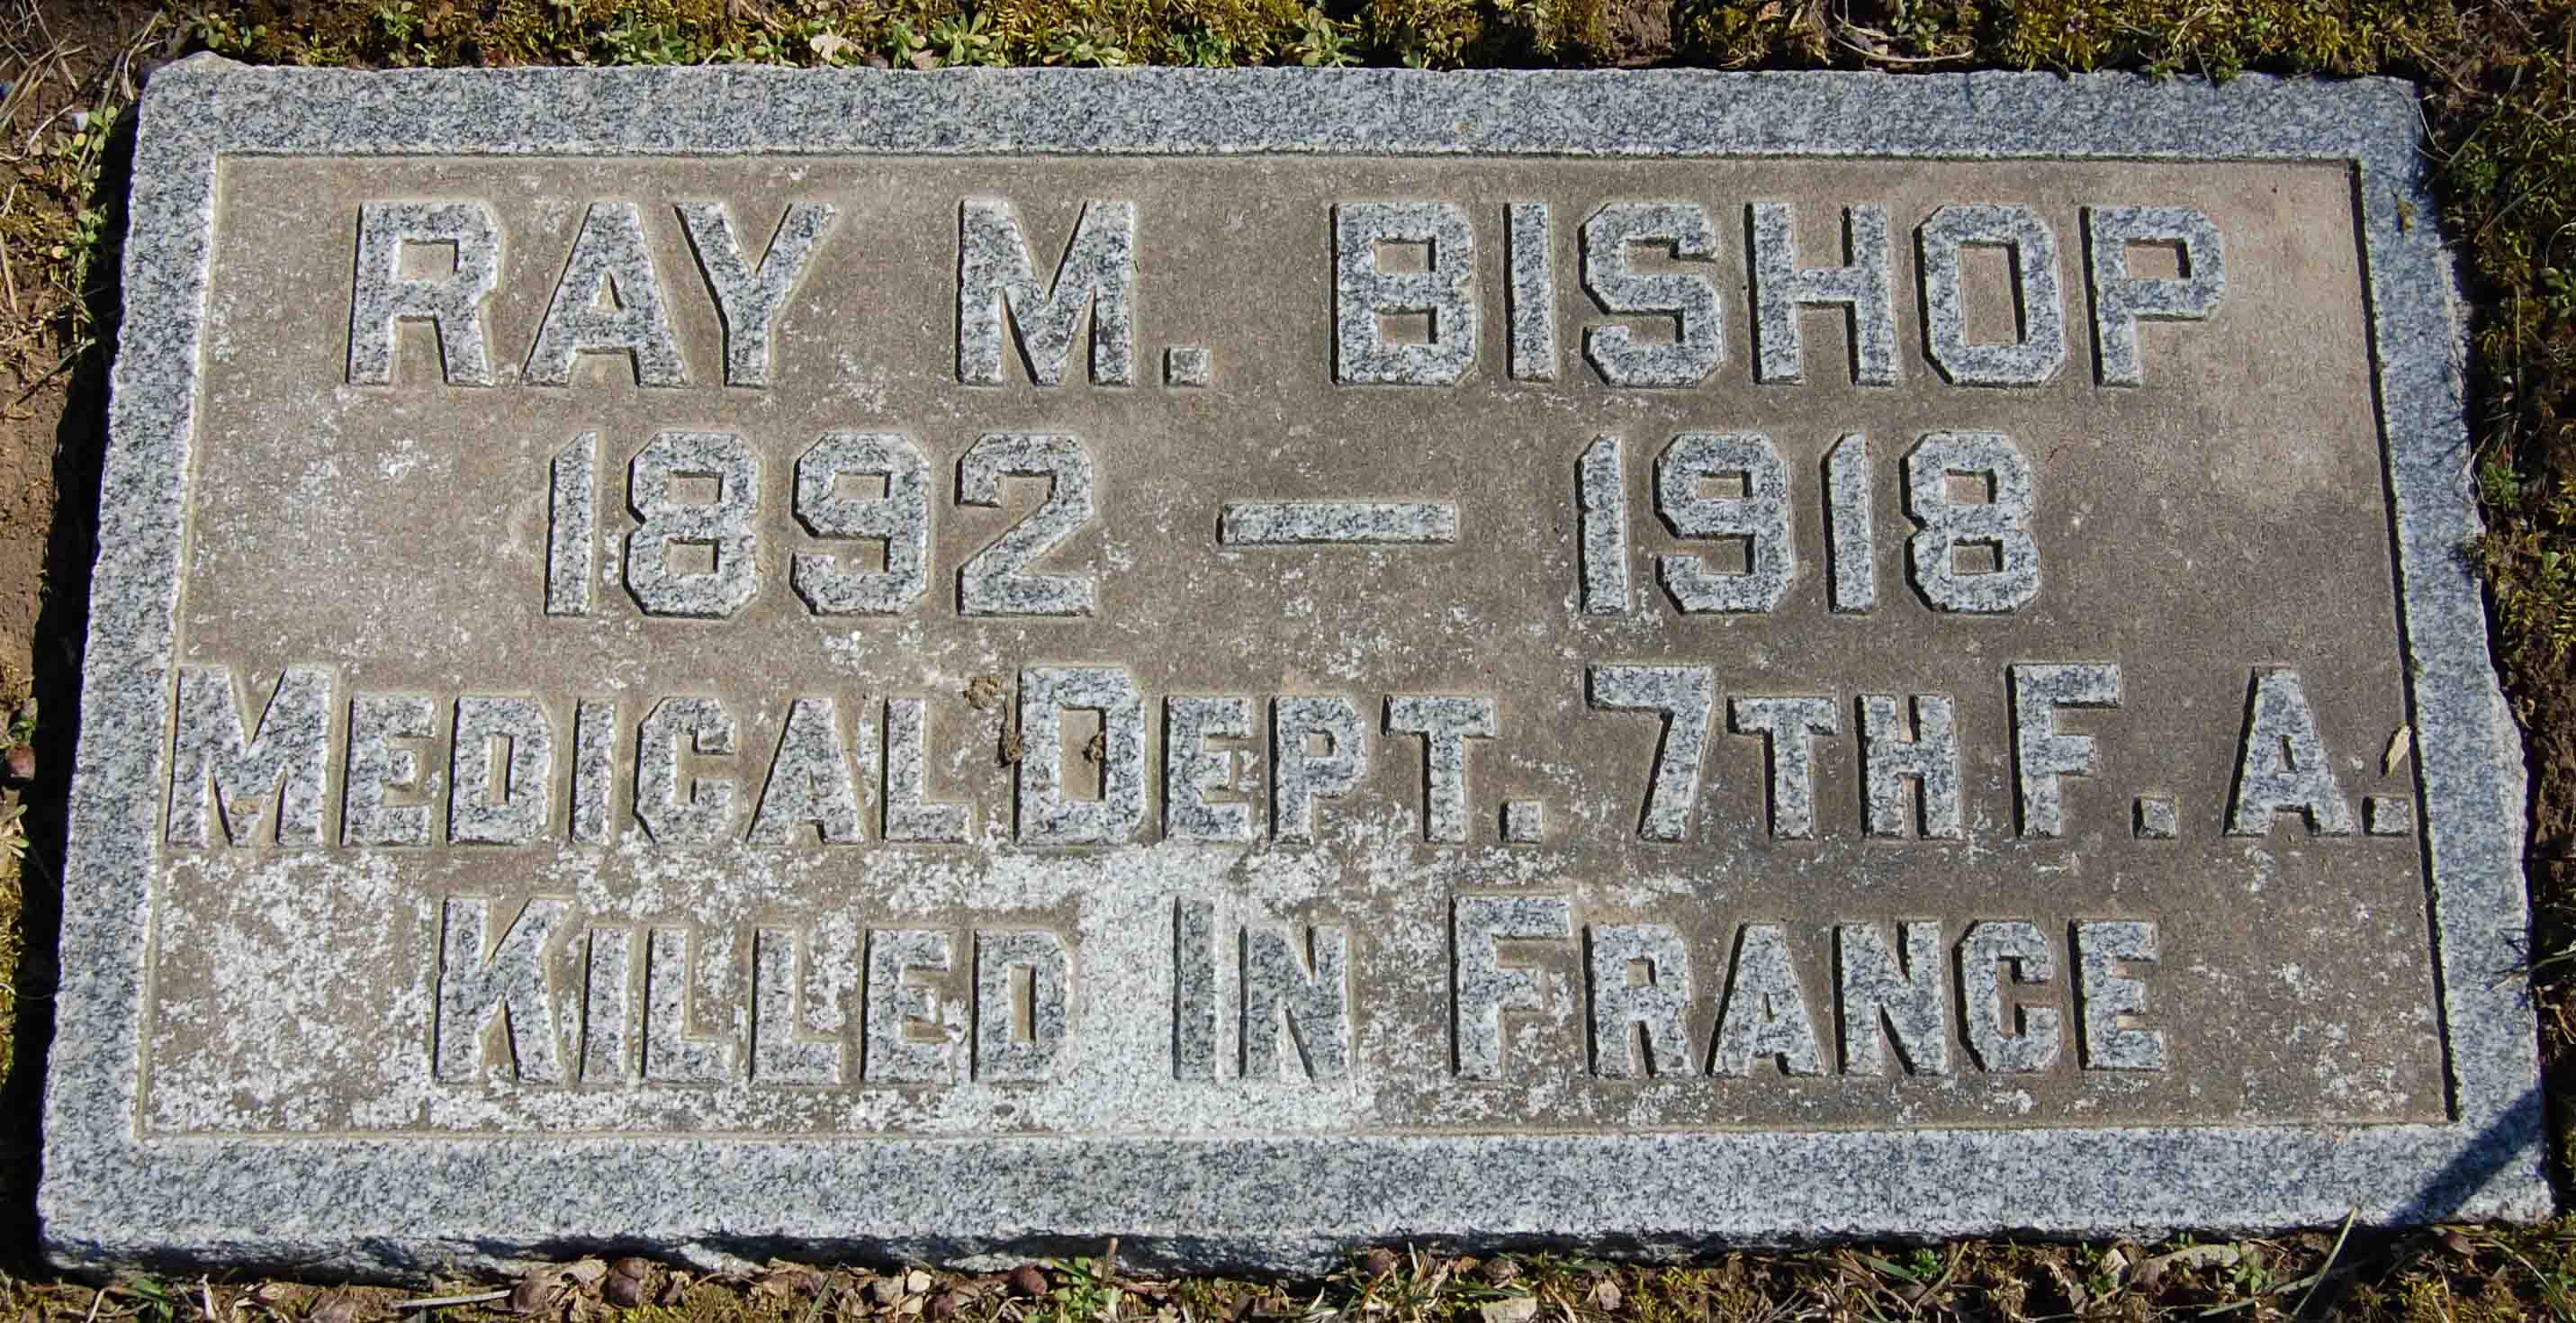 RAY M. BISHOP
1892 — 1918
MEDICAL DEPT. 7TH F. A.
KILLED IN FRANCE